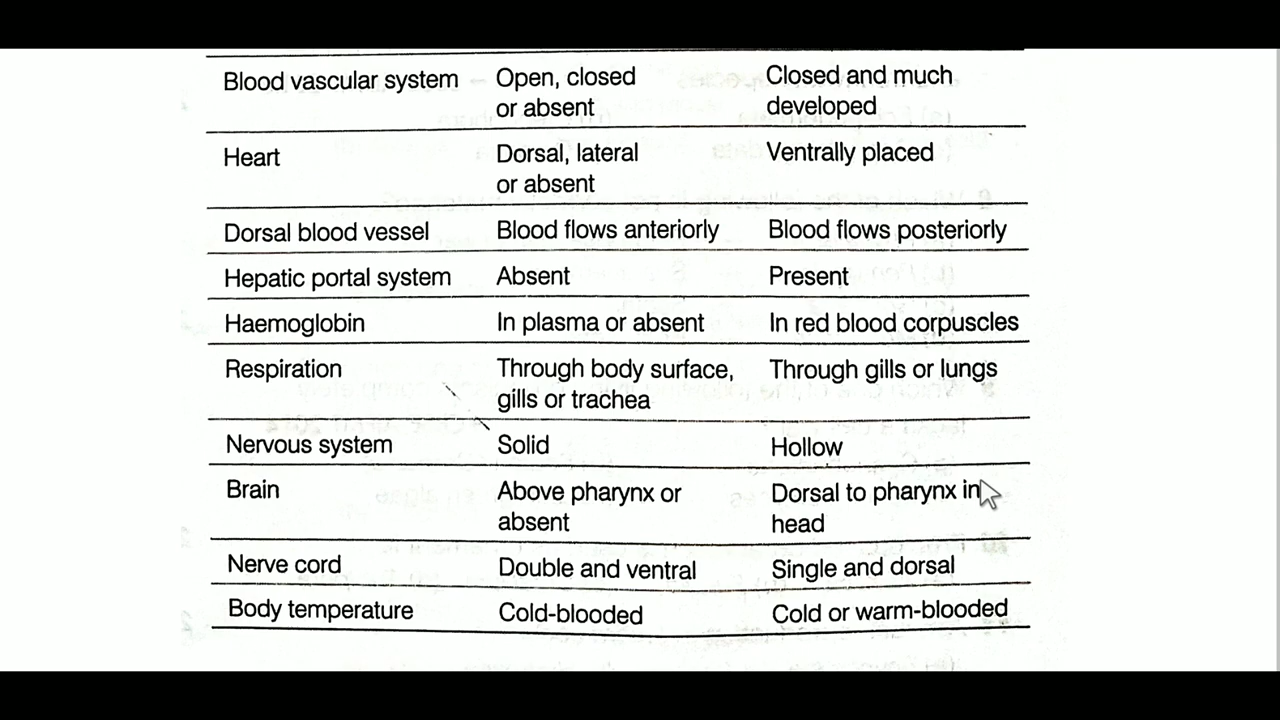 Blood vascular system Open, closed Closed and much
or absent developed
Heart Dorsal, lateral Ventrally placed
or absent
Dorsal blood vessel Blood flows anteriorly Blood flows posteriorly
Hepatic portal system Absent Present
Haemoglobin In plasma or absent In red blood corpuscles
Respiration Through body surface, Through gills or lungs
gills or trachea
Nervous system Solid Hollow
Brain Above pharynx or Dorsal to pharynx in
absent head
Nerve cord Double and ventral Single and dorsal
Body temperature Cold-blooded Cold or warm-blooded